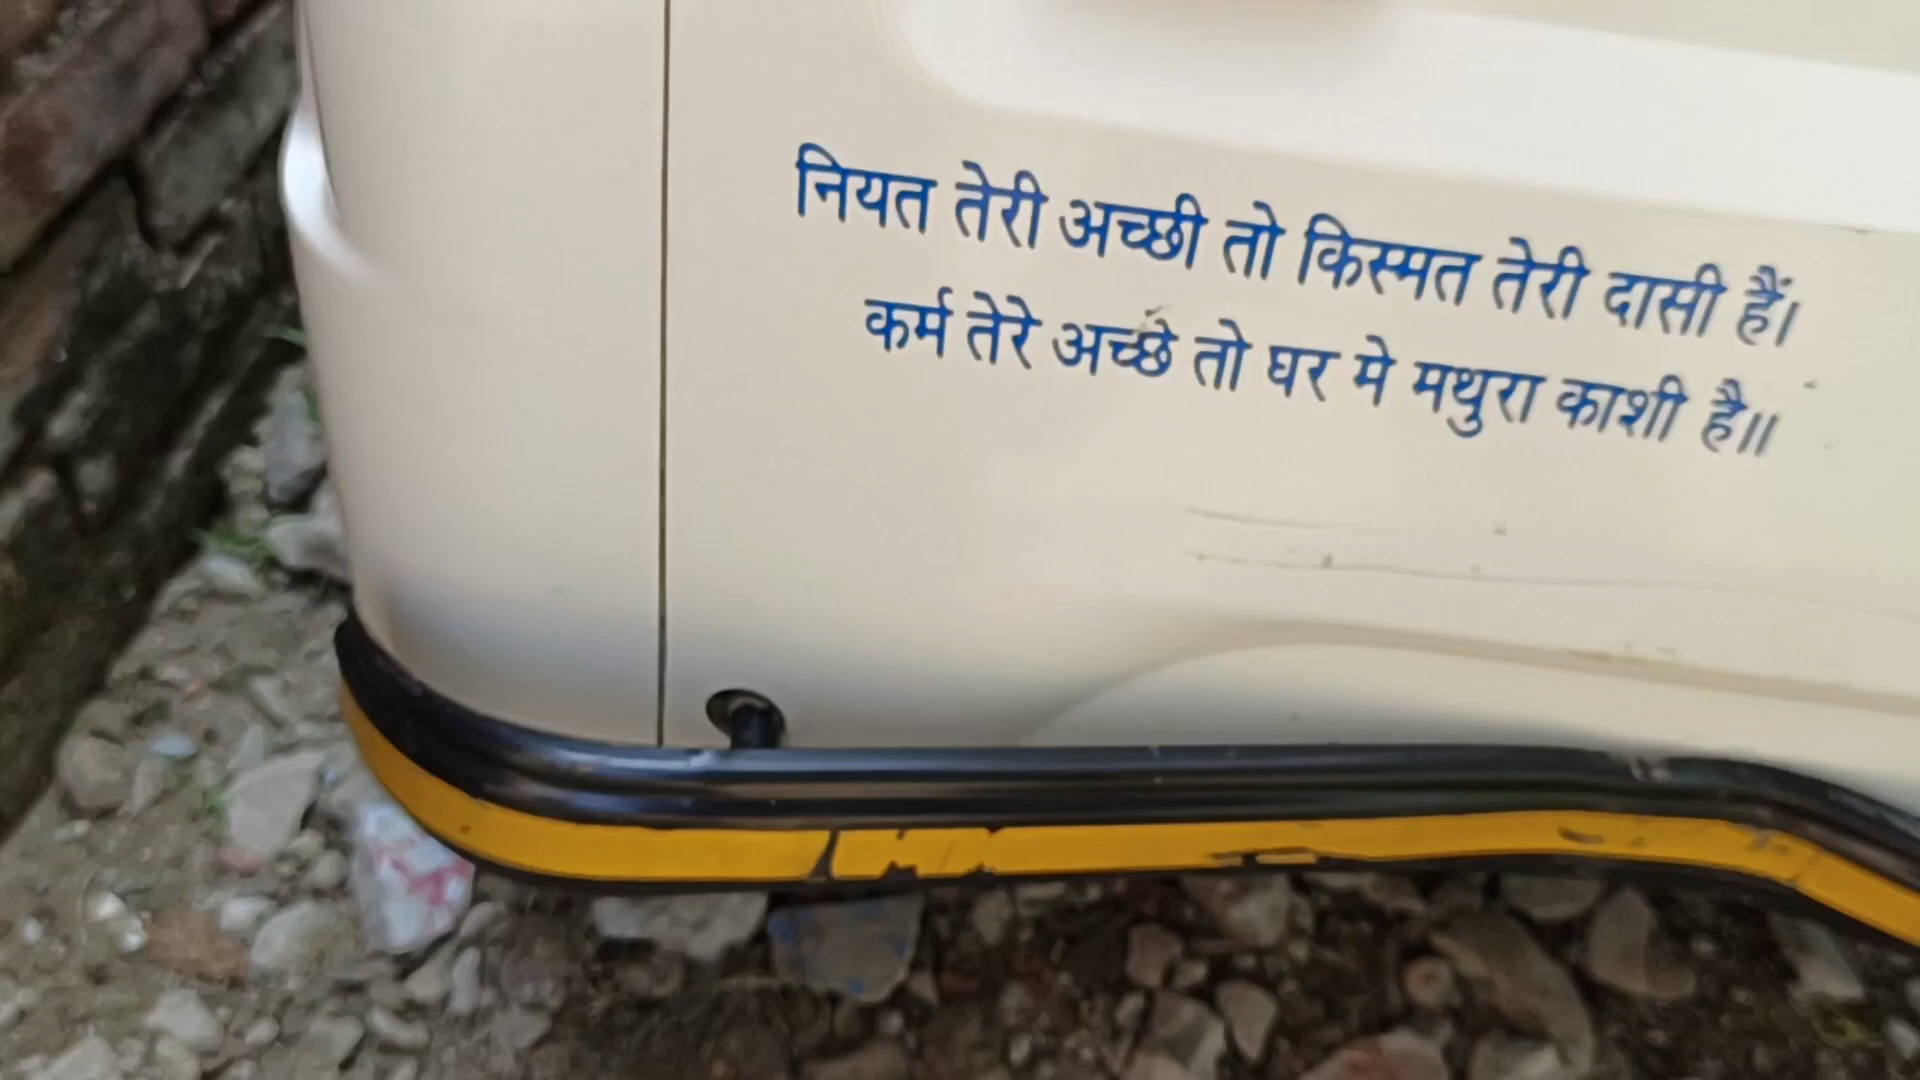 नियत तेरी अच्छी तो किस्मत तेरी दासी हैं।
कर्म तेरे अच्छे तो घर मे मथुरा काशी है॥